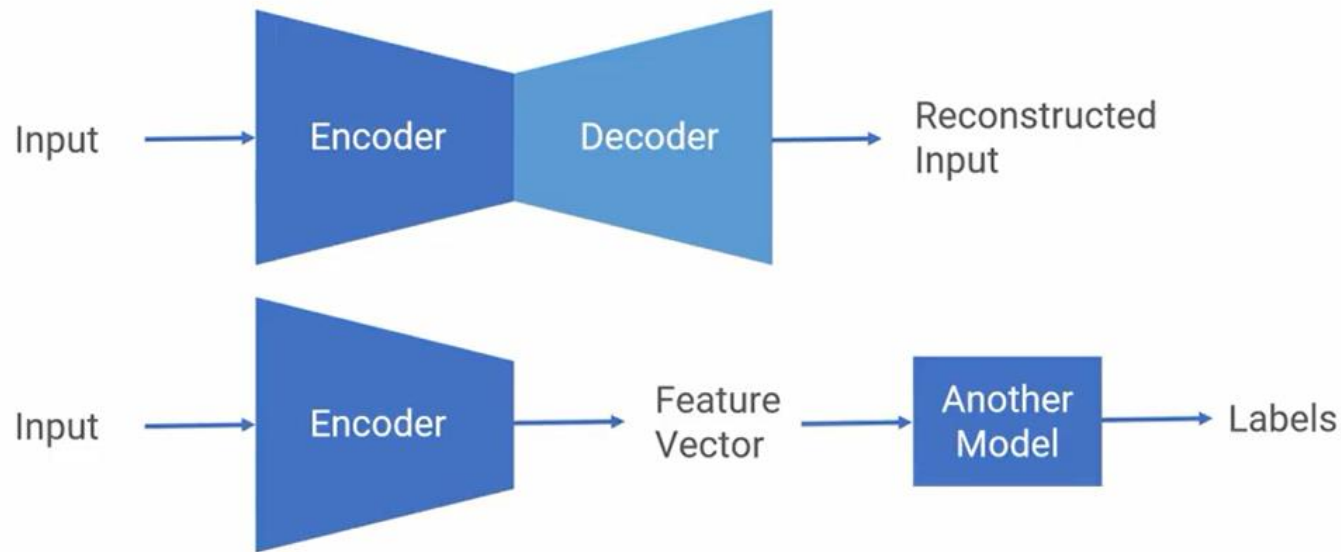 Input
Encoder
Decoder
Reconstructed
Input
Input
Encoder
Feature
Vector
Another
Model
Labels